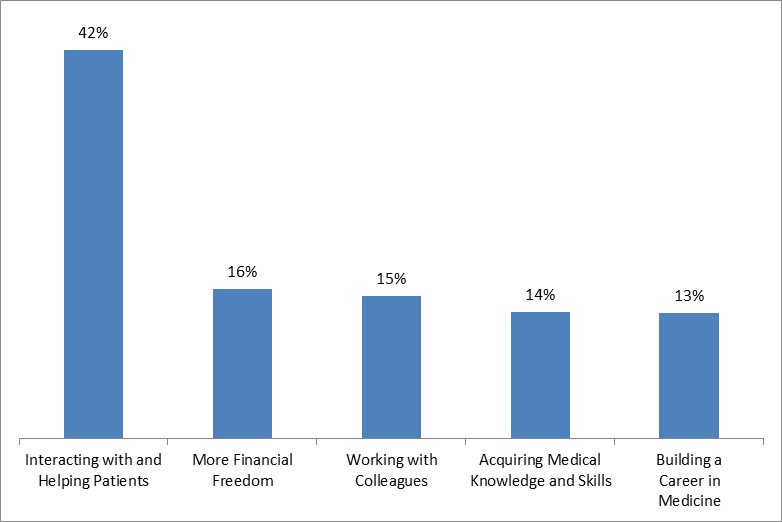 42%
16%
15%
14%
13%
Interacting with and
Helping Patients
More Financial
Freedom
Working with
Colleagues
Acquiring Medical
Knowledge and Skills
Building a
Career in
Medicine